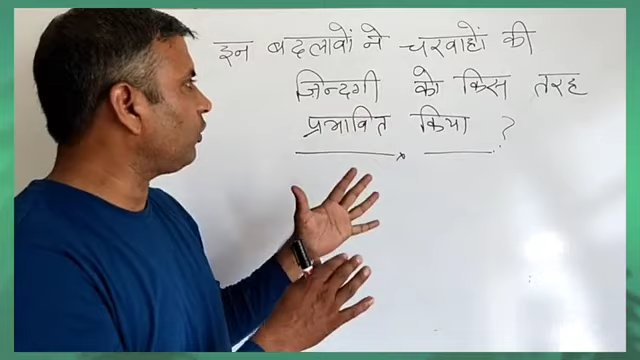 इन बदलावों ने चरवाहों की
जिन्दगी को किस तरह
प्रभावित किया ?